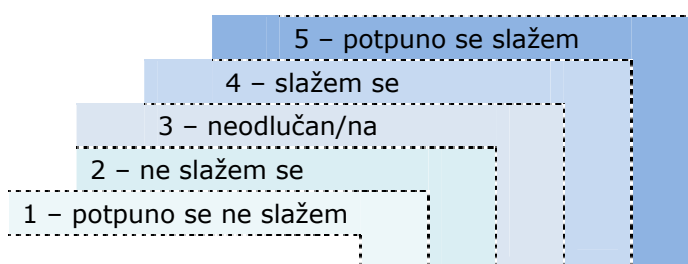 5 – potpuno se slažem
4 – slažem se
3 – neodlučan/na
2 – ne slažem se
1 – potpuno se ne slažem